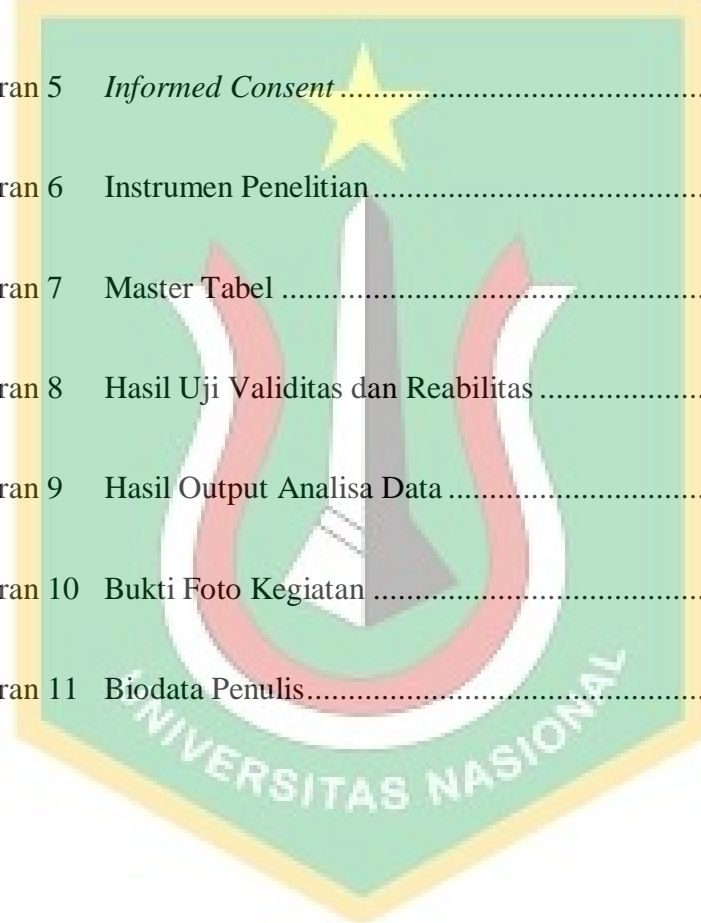 ran 5 Informed Consent ........................................
ran 6 Instrumen Penelitian ........................................
ran 7 Master Tabel ........................................
ran 8 Hasil Uji Validitas dan Reabilitas ........................................
ran 9 Hasil Output Analisa Data ........................................
ran 10 Bukti Foto Kegiatan ........................................
ran 11 Biodata Penulis ........................................
UNIVERSITAS NASIONAL